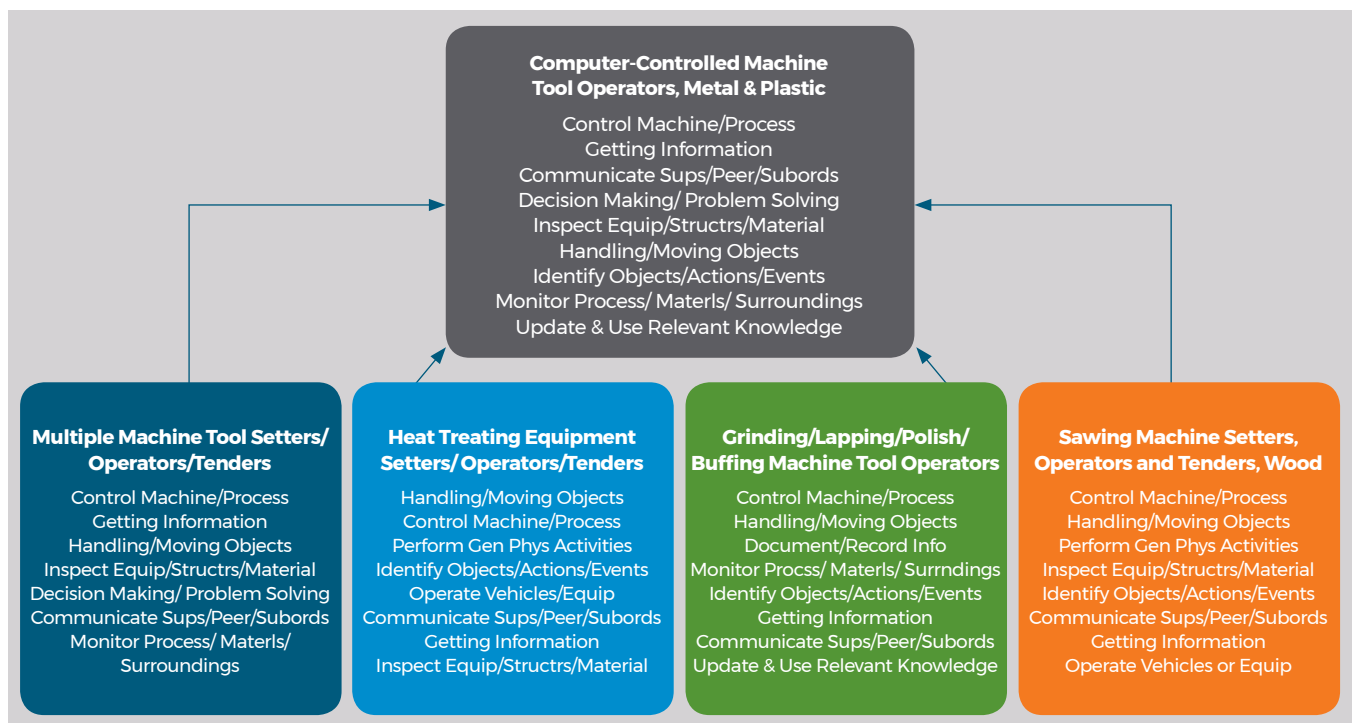 Computer-Controlled Machine
Tool Operators, Metal & Plastic
Control Machine/Process
Getting Information
Communicate Sups/Peer/Subords
Decision Making/ Problem Solving
Inspect Equip/Structrs/Material
Handling/Moving Objects
Identify Objects/Actions/Events
Monitor Process/ Materls/ Surroundings
Update & Use Relevant Knowledge
Multiple Machine Tool Setters/
Operators/Tenders
Control Machine/Process
Getting Information
Handling/Moving Objects
Inspect Equip/Structrs/Material
Decision Making/ Problem Solving
Communicate Sups/Peer/Subords
Monitor Process/ Materls/
Surroundings
Heat Treating Equipment
Setters/ Operators/Tenders
Handling/Moving Objects
Control Machine/Process
Perform Gen Phys Activities
Identify Objects/Actions/Events
Operate Vehicles/Equip
Communicate Sups/Peer/Subords
Getting Information
Inspect Equip/Structrs/Material
Grinding/Lapping/Polish/
Buffing Machine Tool Operators
Control Machine/Process
Handling/Moving Objects
Document/Record Info
Monitor Procss/ Materls/ Surrndings
Identify Objects/Actions/Events
Getting Information
Communicate Sups/Peer/Subords
Update & Use Relevant Knowledge
Sawing Machine Setters,
Operators and Tenders, Wood
Control Machine/Process
Handling/Moving Objects
Perform Gen Phys Activities
Inspect Equip/Structrs/Material
Identify Objects/Actions/Events
Communicate Sups/Peer/Subords
Getting Information
Operate Vehicles or Equip